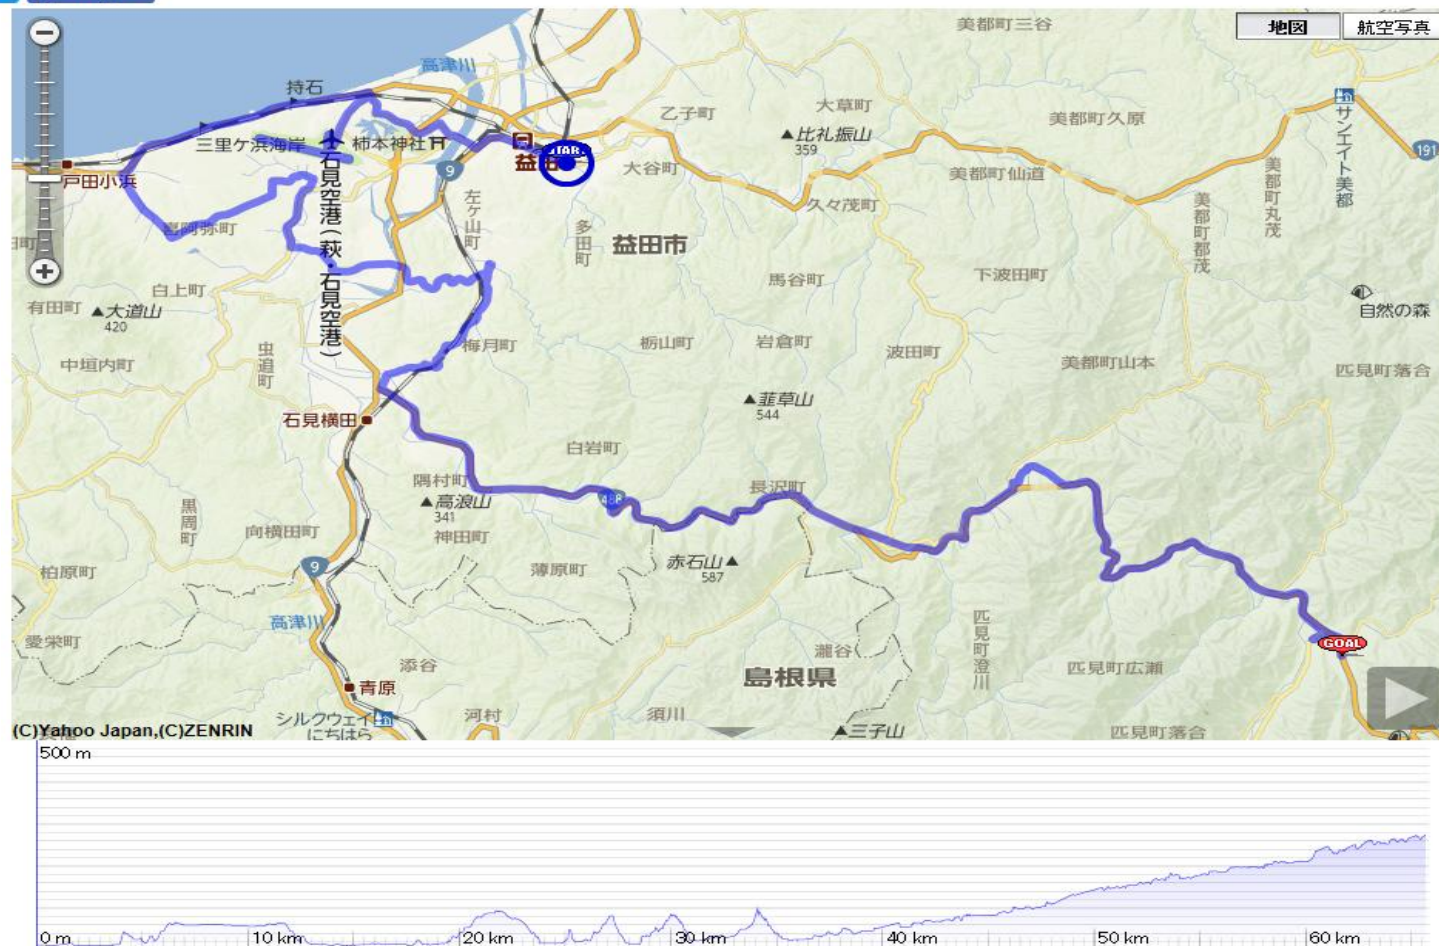 美都町三谷
地図
航空写真
高津川
持石
乙子町
大草町
美都町久原
サンエイト美都
三里ケ浜海岸
柿本神社
益田
START
▲比礼振山
359
191
戸田小浜
9
大谷町
美都町仙道
美都町丸茂
石見空港(萩・石見空港)
左ケ山町
多田町
久々茂町
美都町都茂
喜阿弥町
益田市
馬谷町
下波田町
白上町
有田町
▲大道山
420
自然の森
中垣内町
虫追町
梅月町
栃山町
岩倉町
波田町
美都町山本
匹見町落合
▲韮草山
544
石見横田
白岩町
隅村町
長沢町
488
▲高浪山
341
黒周町
向横田町
神田町
9
柏原町
薄原町
赤石山▲
587
高津川
愛栄町
匹見町澄川
GOAL
添谷
瀧谷
匹見町広瀬
島根県
青原
シルクウェイにちはら
河村
須川
▲三子山
匹見町落合
(C)Yahoo Japan,(C)ZENRIN
500 m
0 m
10 km
20 km
30 km
40 km
50 km
60 km